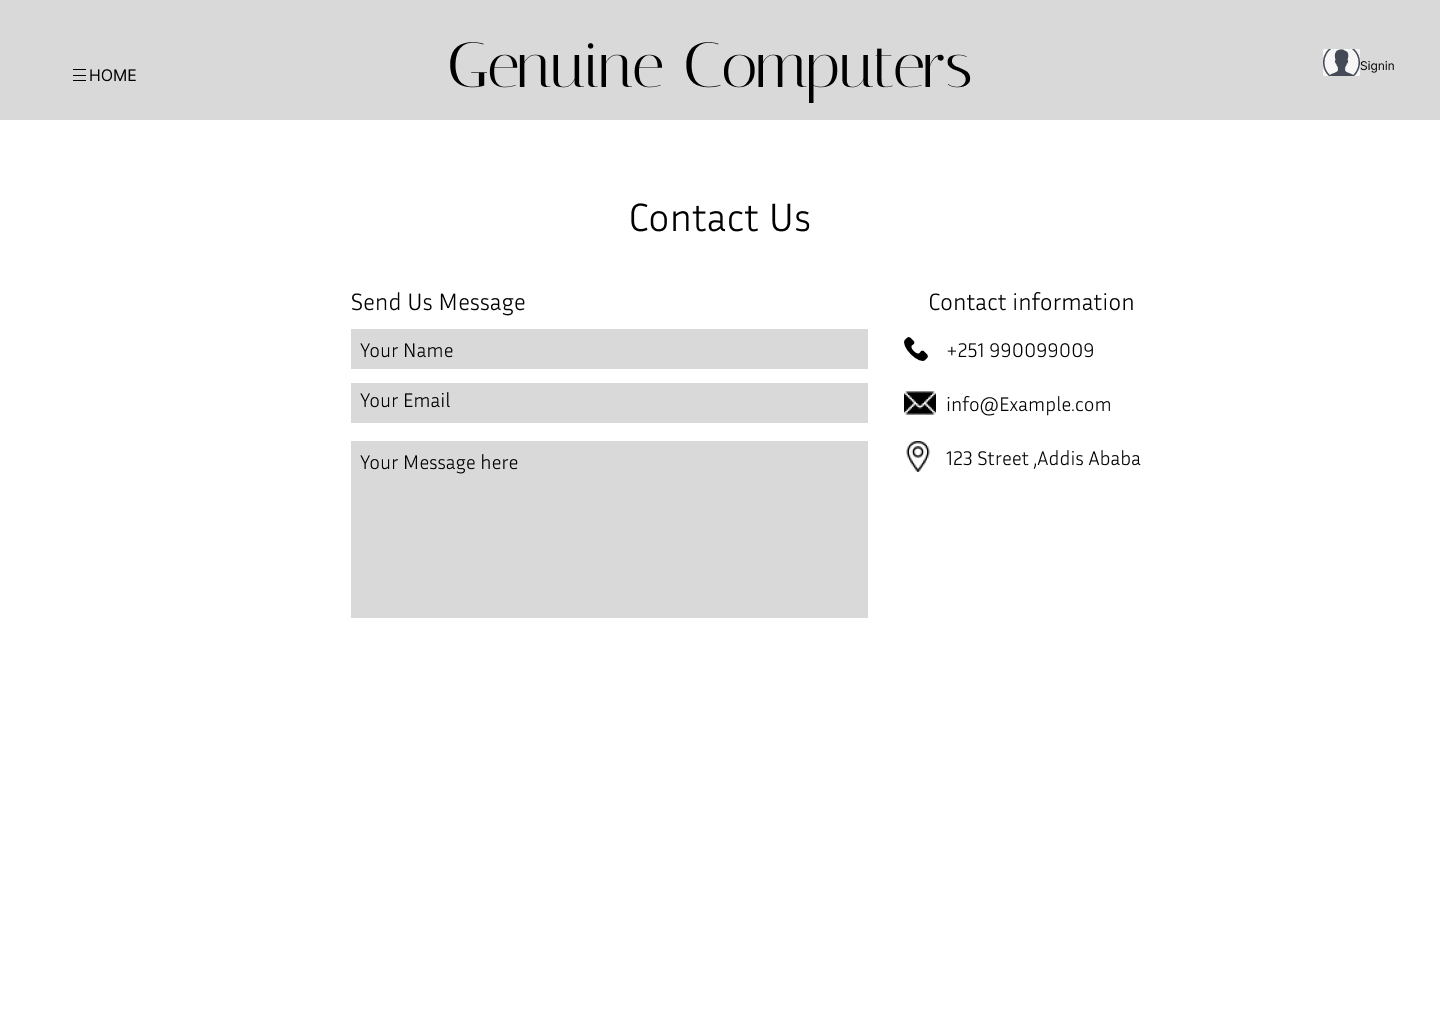 HOME
Genuine Computers
Signin
Contact Us
Send Us Message
Your Name
Your Email
Your Message here
Contact information
+251 990099009
info@Example.com
123 Street ,Addis Ababa